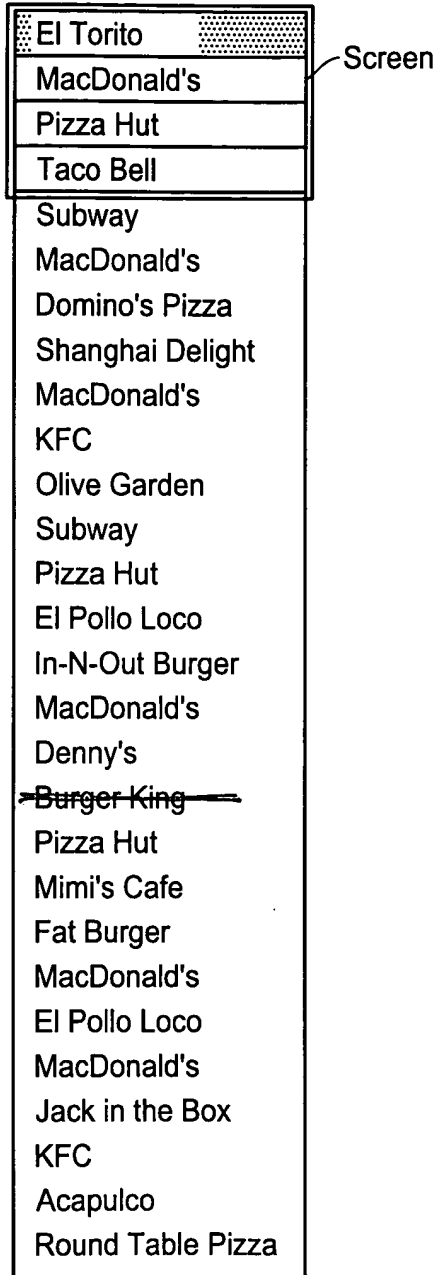 El Torito
Screen
MacDonald's
Pizza Hut
Taco Bell
Subway
MacDonald's
Domino's Pizza
Shanghai Delight
MacDonald's
KFC
Olive Garden
Subway
Pizza Hut
El Pollo Loco
In-N-Out Burger
MacDonald's
Denny's
Burger King
Pizza Hut
Mimi's Cafe
Fat Burger
MacDonald's
El Pollo Loco
MacDonald's
Jack in the Box
KFC
Acapulco
Round Table Pizza